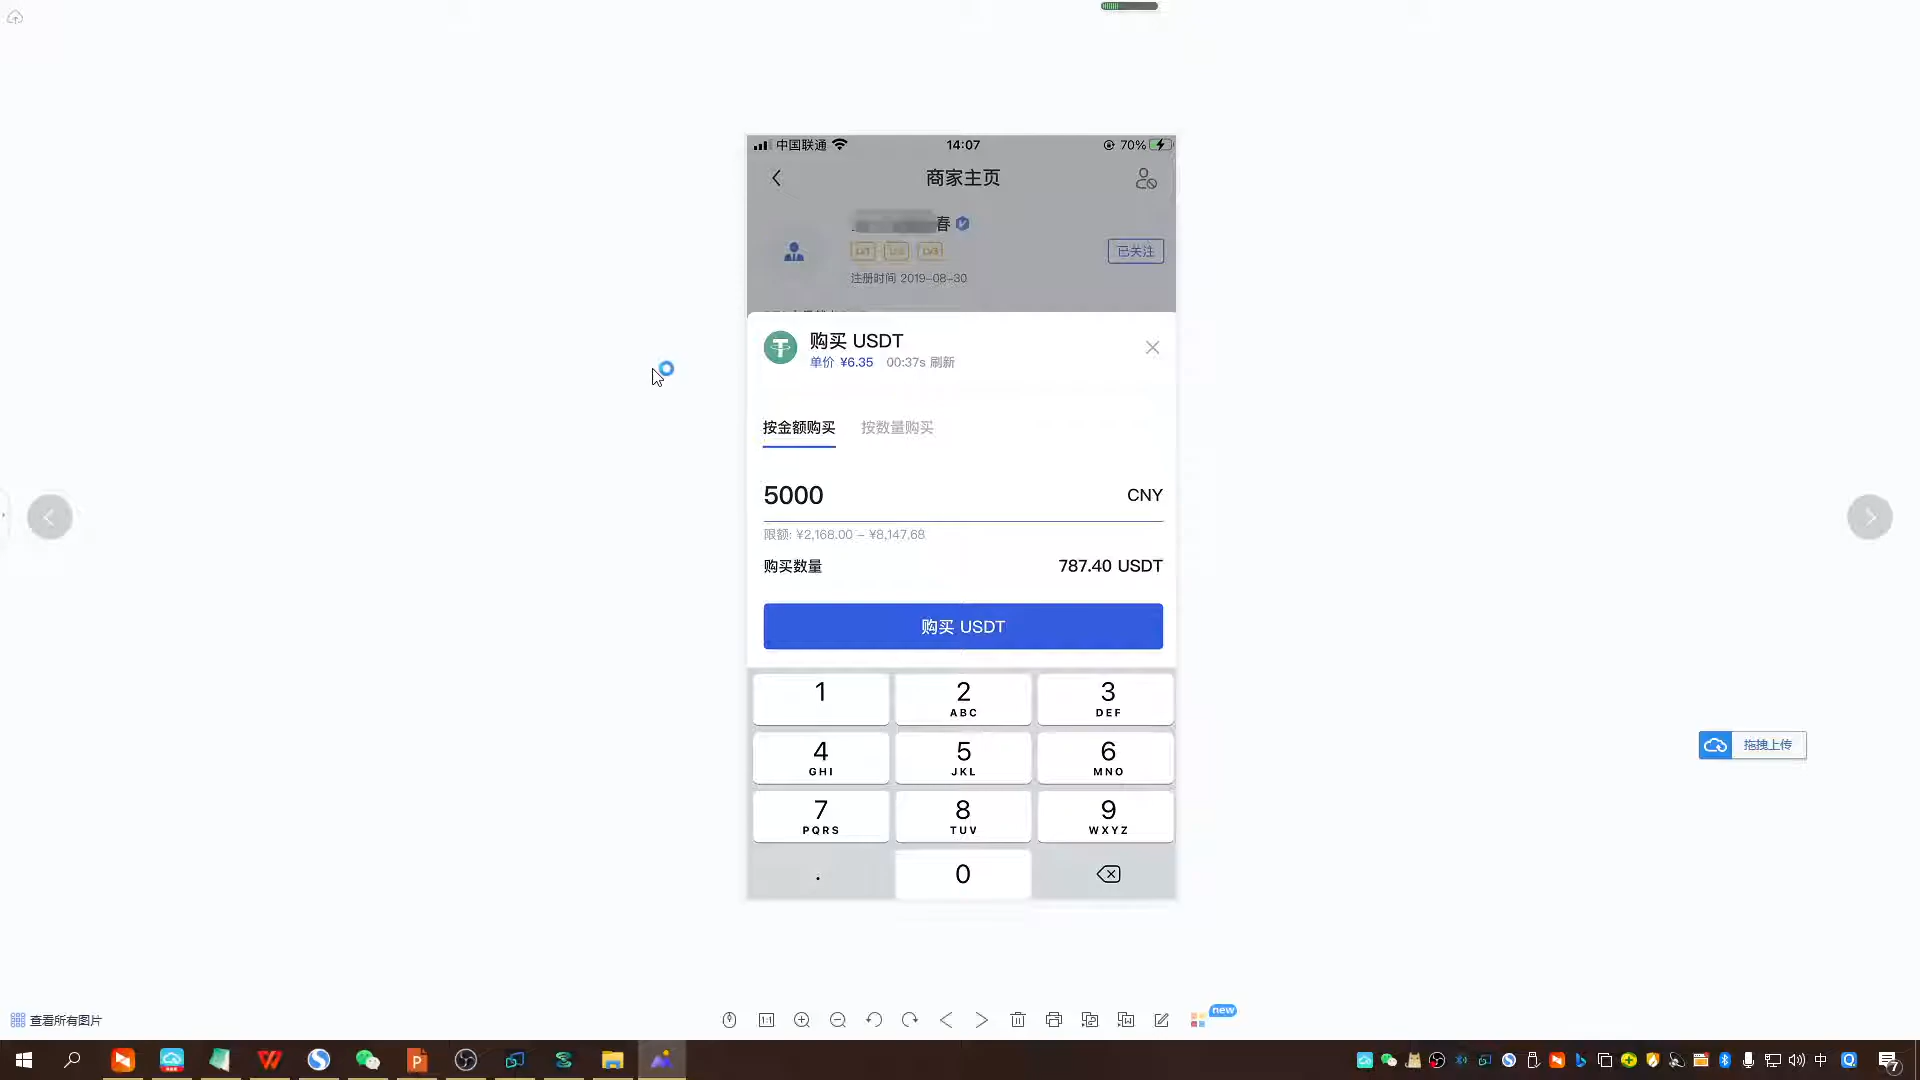 中国联通
14:07
70%
商家主页
春
已关注
注册时间 2019-08-30
购买 USDT
单价 ¥6.35 00:37s 刷新
按金额购买 按数量购买
5000 CNY
限额: ¥2,168.00 – ¥8,147.68
购买数量 787.40 USDT
购买 USDT
1
2 ABC
3 DEF
4 GHI
5 JKL
6 MNO
7 PQRS
8 TUV
9 WXYZ
. 0
拖拽上传
查看所有图片
1:1
new
中
7